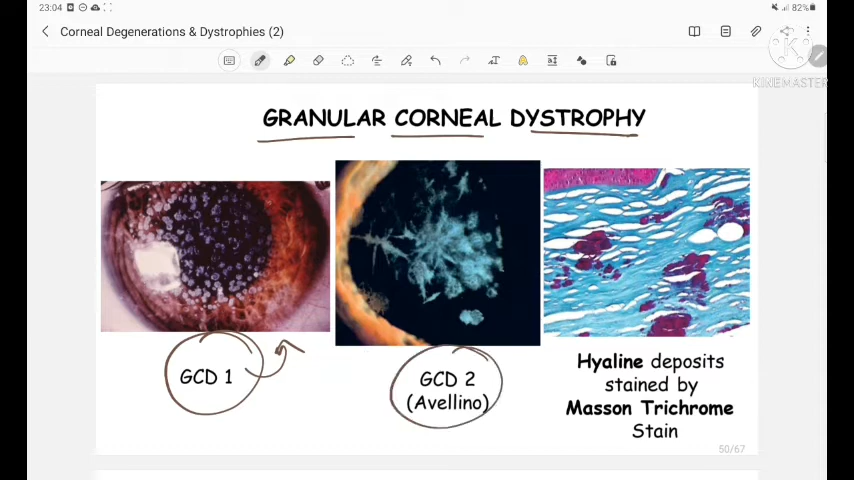 23:04
82%
Corneal Degenerations & Dystrophies (2)
K
KINEMASTER
GRANULAR CORNEAL DYSTROPHY
GCD 1
GCD 2
(Avellino)
Hyaline deposits
stained by
Masson Trichrome
Stain
50/67